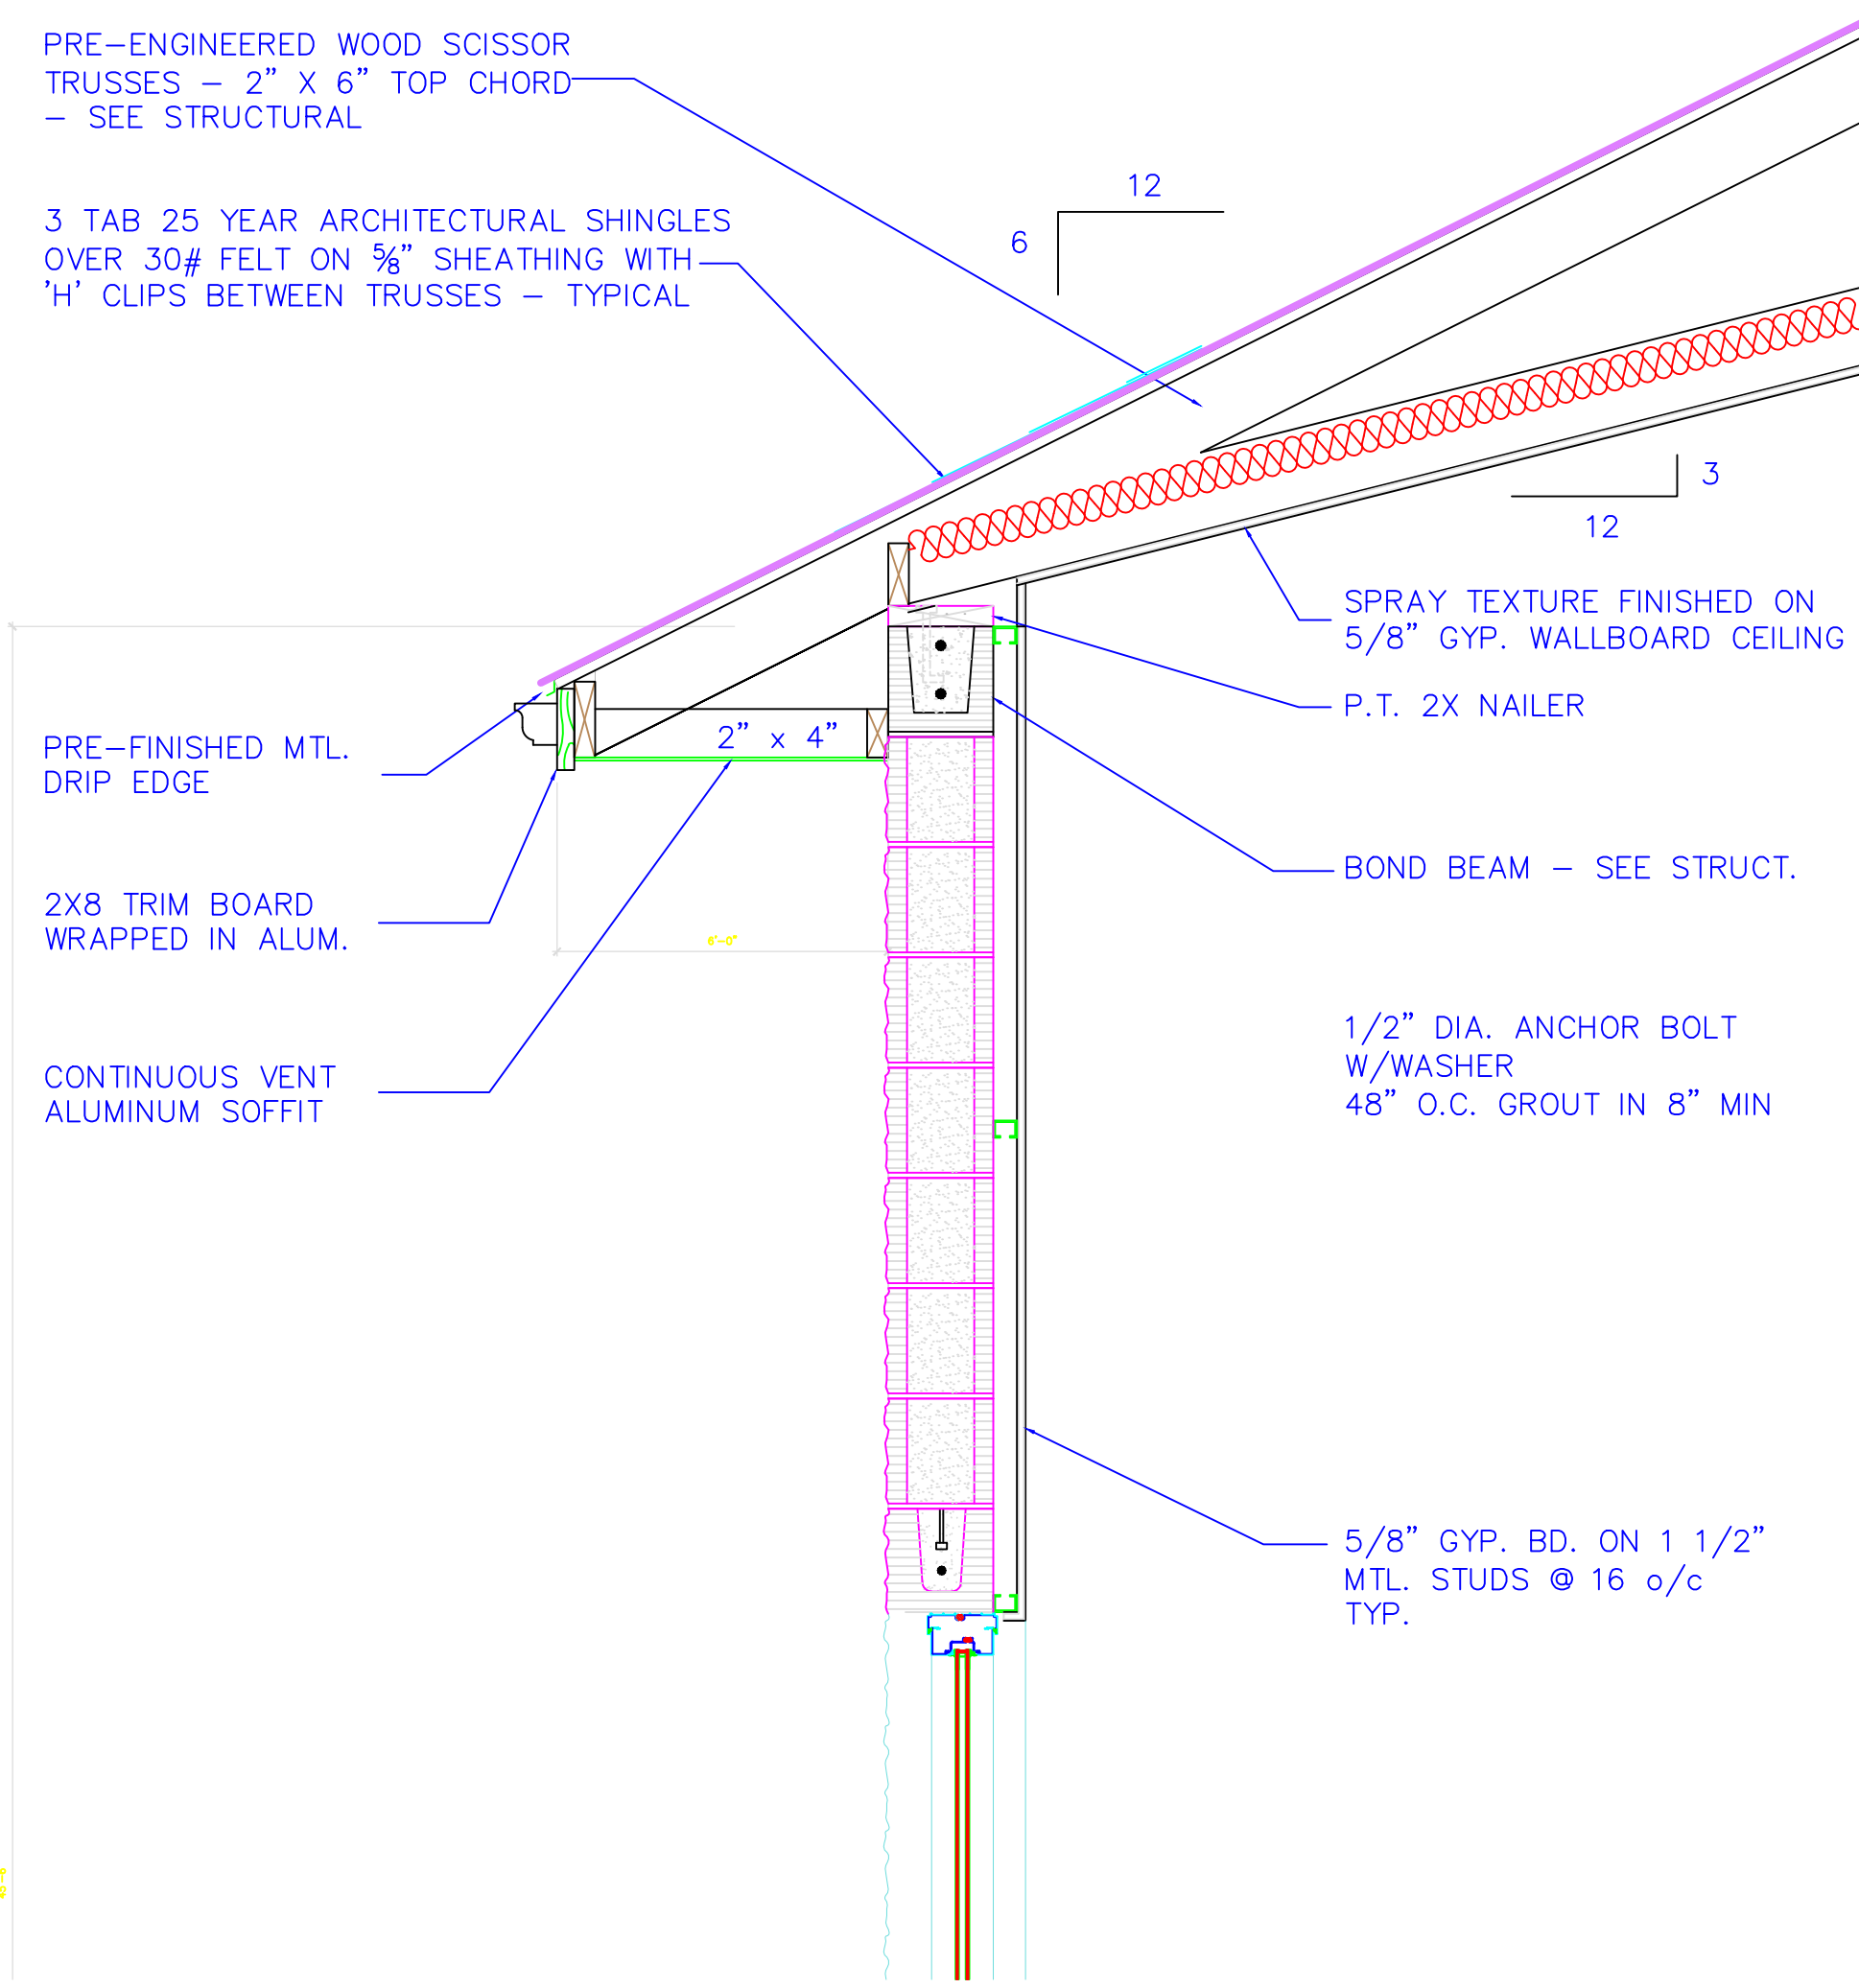 PRE-ENGINEERED WOOD SCISSOR
TRUSSES - 2" X 6" TOP CHORD
- SEE STRUCTURAL
12
6
3 TAB 25 YEAR ARCHITECTURAL SHINGLES
OVER 30# FELT ON ⅝" SHEATHING WITH
'H' CLIPS BETWEEN TRUSSES - TYPICAL
3
12
SPRAY TEXTURE FINISHED ON
5/8" GYP. WALLBOARD CEILING
P.T. 2X NAILER
2" x 4"
PRE-FINISHED MTL.
DRIP EDGE
BOND BEAM - SEE STRUCT.
2X8 TRIM BOARD
WRAPPED IN ALUM.
6'-0"
1/2" DIA. ANCHOR BOLT
W/WASHER
48" O.C. GROUT IN 8" MIN
CONTINUOUS VENT
ALUMINUM SOFFIT
5/8" GYP. BD. ON 1 1/2"
MTL. STUDS @ 16 o/c
TYP.